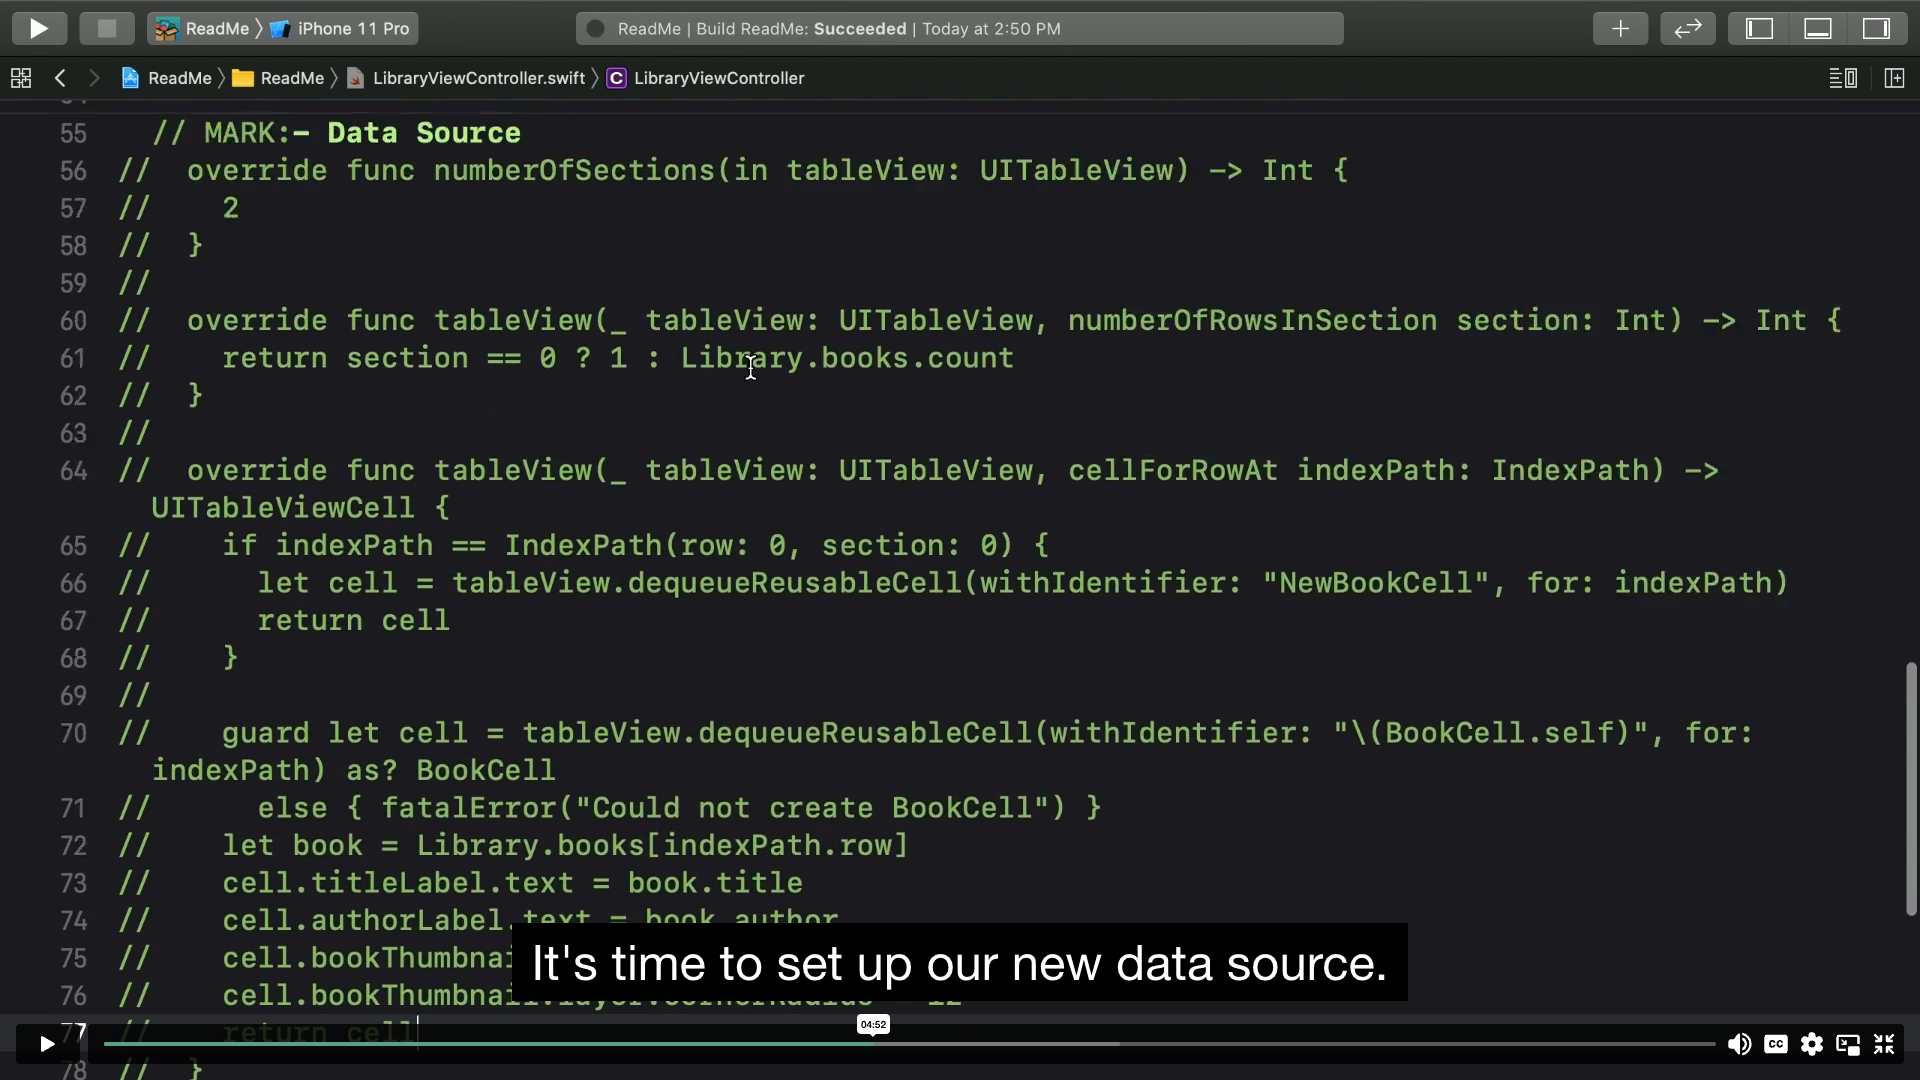 ReadMe 〉 iPhone 11 Pro
ReadMe | Build ReadMe: Succeeded | Today at 2:50 PM
ReadMe 〉 ReadMe 〉 LibraryViewController.swift 〉 C LibraryViewController
55 // MARK:- Data Source
56 // override func numberOfSections(in tableView: UITableView) -> Int {
57 // 2
58 // }
59 //
60 // override func tableView(_ tableView: UITableView, numberOfRowsInSection section: Int) -> Int {
61 // return section == 0 ? 1 : Library.books.count
62 // }
63 //
64 // override func tableView(_ tableView: UITableView, cellForRowAt indexPath: IndexPath) ->
UITableViewCell {
65 // if indexPath == IndexPath(row: 0, section: 0) {
66 // let cell = tableView.dequeueReusableCell(withIdentifier: "NewBookCell", for: indexPath)
67 // return cell
68 // }
69 //
70 // guard let cell = tableView.dequeueReusableCell(withIdentifier: "\(BookCell.self)", for:
indexPath) as? BookCell
71 // else { fatalError("Could not create BookCell") }
72 // let book = Library.books[indexPath.row]
73 // cell.titleLabel.text = book.title
74 // cell.authorLabel.text = book.author
75 // cell.bookThumbnai
It's time to set up our new data source.
76 // cell.bookThumbnail.layer.cornerRadius = 12
77 // return cell
04:52
CC
78 // }